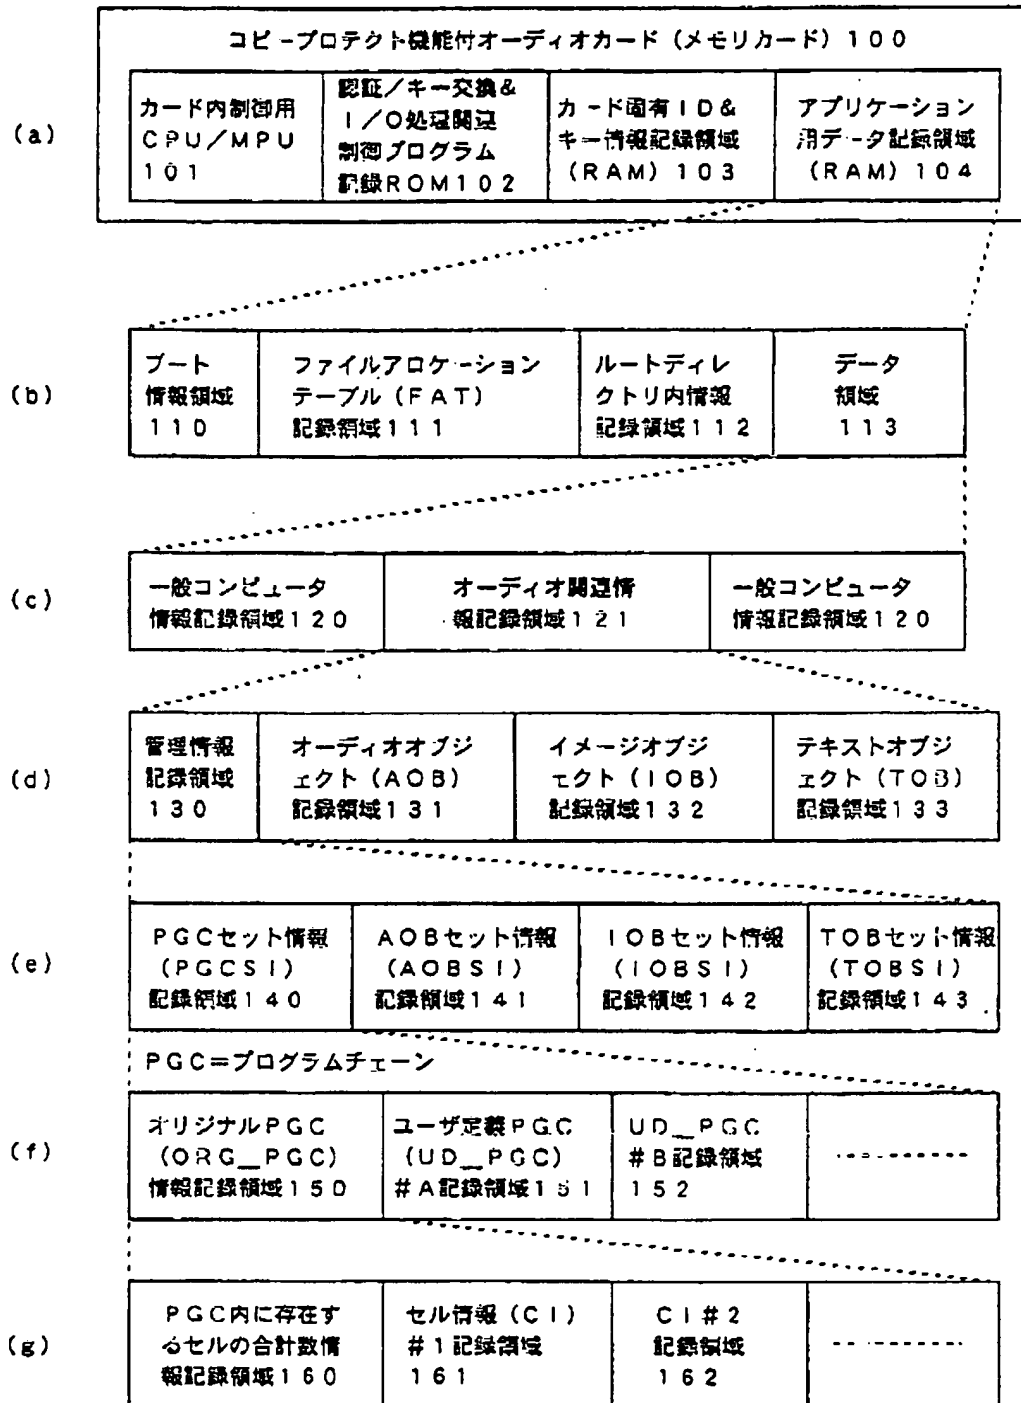 コピープロテクト機能付オーディオカード（メモリカード）１００
(a)
カード内制御用
ＣＰＵ／ＭＰＵ
１０１
認証／キー交換＆
Ｉ／Ｏ処理関連
制御プログラム
記録ＲＯＭ１０２
カード固有ＩＤ＆
キー情報記録領域
（ＲＡＭ）１０３
アプリケーション
用データ記録領域
（ＲＡＭ）１０４
(b)
ブート
情報領域
１１０
ファイルアロケーション
テーブル（ＦＡＴ）
記録領域１１１
ルートディレ
クトリ内情報
記録領域１１２
データ
領域
１１３
(c)
一般コンピュータ
情報記録領域１２０
オーディオ関連情
報記録領域１２１
一般コンピュータ
情報記録領域１２０
(d)
管理情報
記録領域
１３０
オーディオオブジ
ェクト（ＡＯＢ）
記録領域１３１
イメージオブジ
ェクト（ＩＯＢ）
記録領域１３２
テキストオブジ
ェクト（ＴＯＢ）
記録領域１３３
(e)
ＰＧＣセット情報
（ＰＧＣＳＩ）
記録領域１４０
ＡＯＢセット情報
（ＡＯＢＳＩ）
記録領域１４１
ＩＯＢセット情報
（ＩＯＢＳＩ）
記録領域１４２
ＴＯＢセット情報
（ＴＯＢＳＩ）
記録領域１４３
ＰＧＣ＝プログラムチェーン
(f)
オリジナルＰＧＣ
（ＯＲＧ＿ＰＧＣ）
情報記録領域１５０
ユーザ定義ＰＧＣ
（ＵＤ＿ＰＧＣ）
＃Ａ記録領域１５１
ＵＤ＿ＰＧＣ
＃Ｂ記録領域
１５２
(g)
ＰＧＣ内に存在す
るセルの合計数情
報記録領域１６０
セル情報（ＣＩ）
＃１記録領域
１６１
ＣＩ＃２
記録領域
１６２